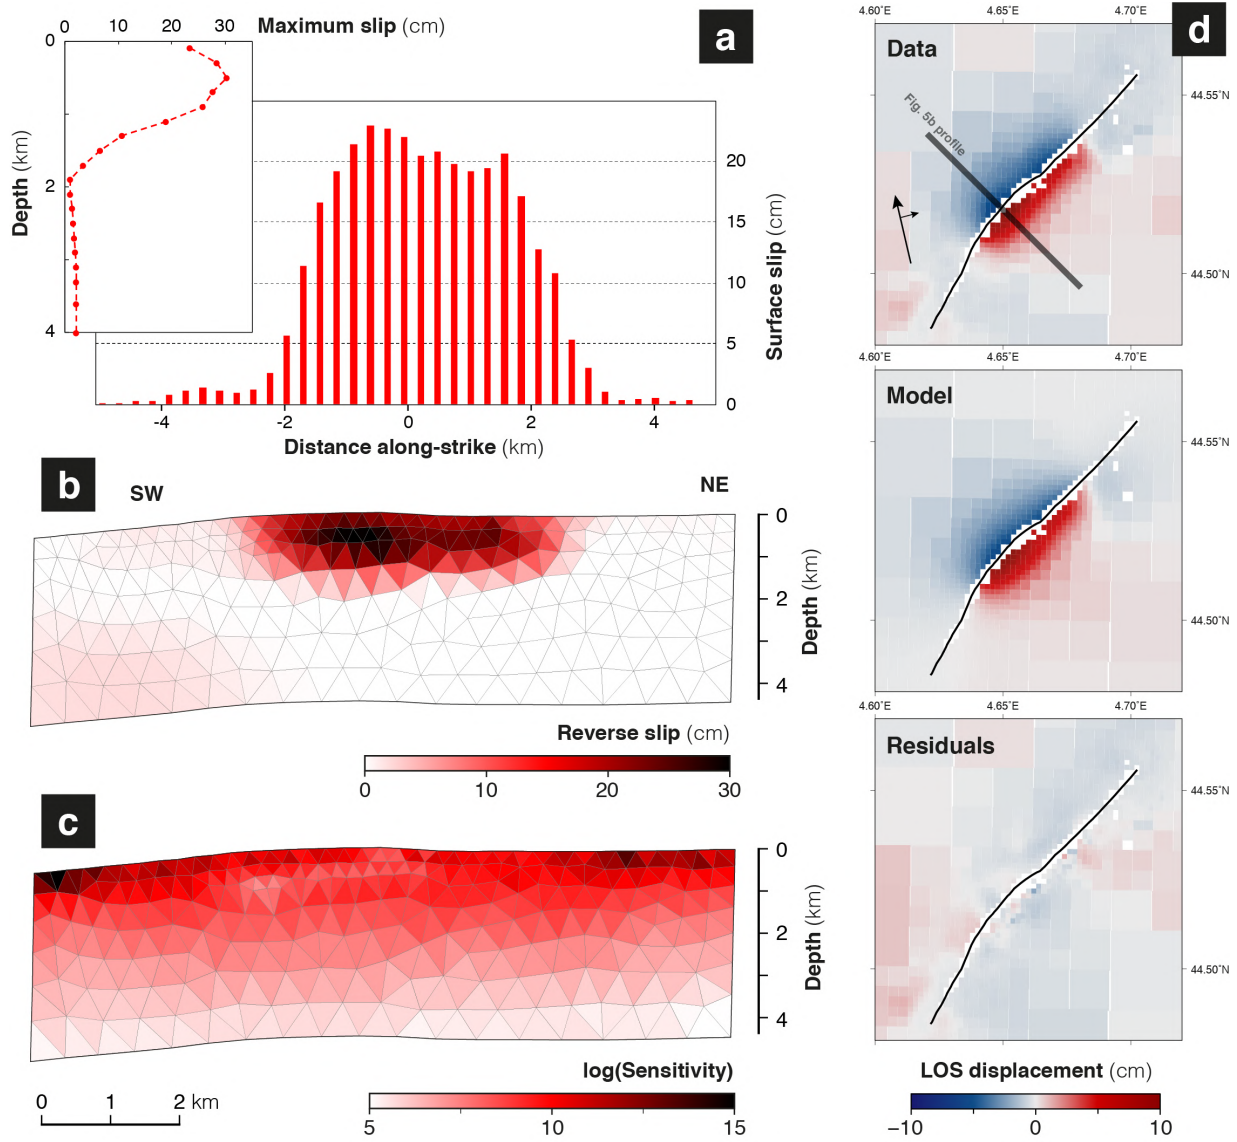 a
Maximum slip (cm)
0 10 20 30
Depth (km)
0
2
4
20
15
10
5
0
Surface slip (cm)
-4 -2 0 2 4
Distance along-strike (km)
b
SW
NE
0
2
4
Depth (km)
Reverse slip (cm)
0 10 20 30
c
0
2
4
Depth (km)
log(Sensitivity)
5 10 15
0 1 2 km
d
4.60°E 4.65°E 4.70°E
Data
Fig. 5b profile
44.55°N
44.50°N
4.60°E 4.65°E 4.70°E
Model
44.55°N
44.50°N
4.60°E 4.65°E 4.70°E
Residuals
44.55°N
44.50°N
LOS displacement (cm)
−10 0 10